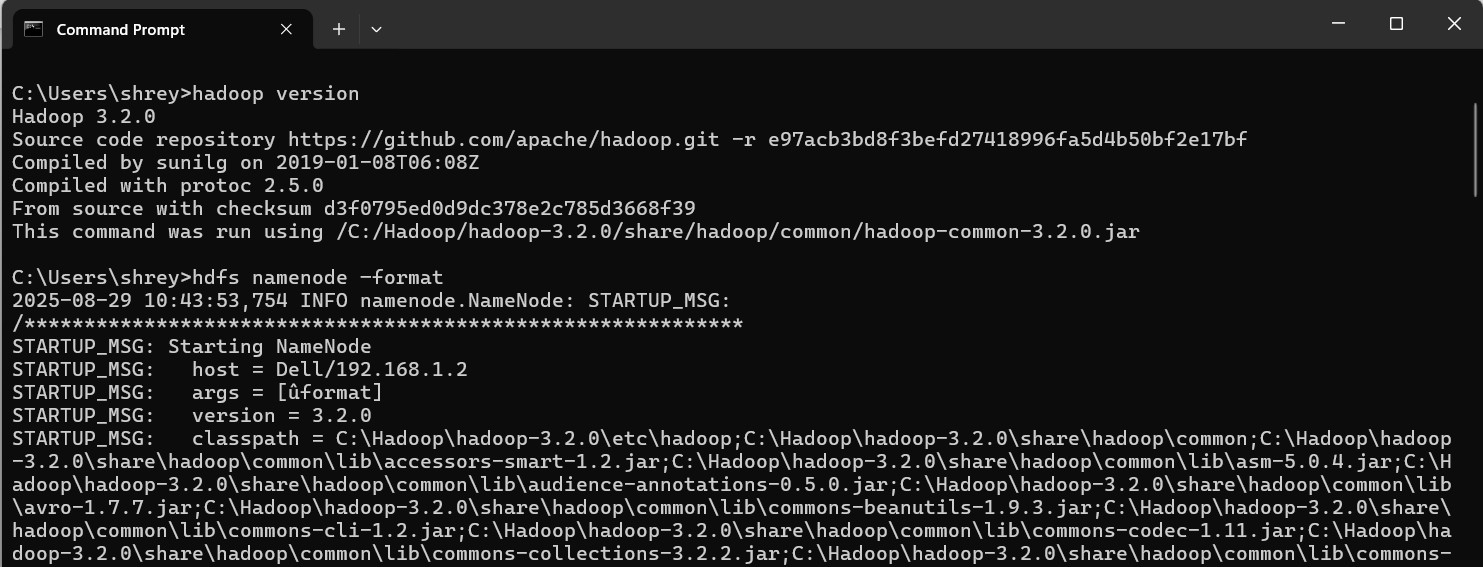 Command Prompt
C:\Users\shrey>hadoop version
Hadoop 3.2.0
Source code repository https://github.com/apache/hadoop.git -r e97acb3bd8f3befd27418996fa5d4b50bf2e17bf
Compiled by sunilg on 2019-01-08T06:08Z
Compiled with protoc 2.5.0
From source with checksum d3f0795ed0d9dc378e2c785d3668f39
This command was run using /C:/Hadoop/hadoop-3.2.0/share/hadoop/common/hadoop-common-3.2.0.jar
C:\Users\shrey>hdfs namenode –format
2025-08-29 10:43:53,754 INFO namenode.NameNode: STARTUP_MSG:
/************************************************************
STARTUP_MSG: Starting NameNode
STARTUP_MSG:   host = Dell/192.168.1.2
STARTUP_MSG:   args = [ûformat]
STARTUP_MSG:   version = 3.2.0
STARTUP_MSG:   classpath = C:\Hadoop\hadoop-3.2.0\etc\hadoop;C:\Hadoop\hadoop-3.2.0\share\hadoop\common;C:\Hadoop\hadoop
-3.2.0\share\hadoop\common\lib\accessors-smart-1.2.jar;C:\Hadoop\hadoop-3.2.0\share\hadoop\common\lib\asm-5.0.4.jar;C:\H
adoop\hadoop-3.2.0\share\hadoop\common\lib\audience-annotations-0.5.0.jar;C:\Hadoop\hadoop-3.2.0\share\hadoop\common\lib
\avro-1.7.7.jar;C:\Hadoop\hadoop-3.2.0\share\hadoop\common\lib\commons-beanutils-1.9.3.jar;C:\Hadoop\hadoop-3.2.0\share\
hadoop\common\lib\commons-cli-1.2.jar;C:\Hadoop\hadoop-3.2.0\share\hadoop\common\lib\commons-codec-1.11.jar;C:\Hadoop\ha
doop-3.2.0\share\hadoop\common\lib\commons-collections-3.2.2.jar;C:\Hadoop\hadoop-3.2.0\share\hadoop\common\lib\commons-